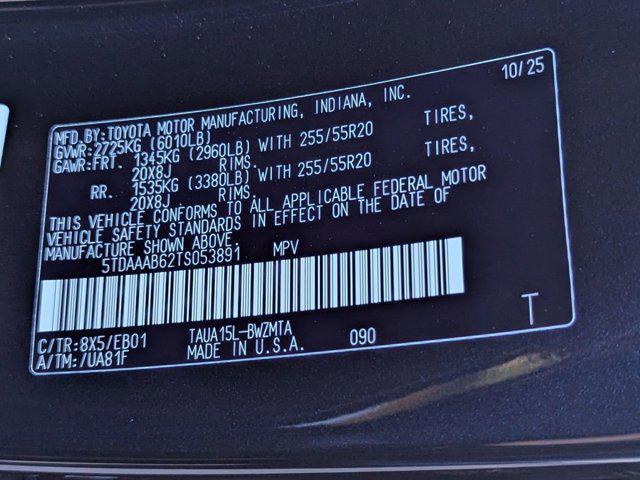 10/25
MFD.BY:TOYOTA MOTOR MANUFACTURING, INDIANA, INC.
GVWR:2725KG (6010LB)
GAWR:FRT. 1345KG (2960LB) WITH 255/55R20 TIRES,
20X8J RIMS.
RR. 1535KG (3380LB) WITH 255/55R20 TIRES,
20X8J RIMS.
THIS VEHICLE CONFORMS TO ALL APPLICABLE FEDERAL MOTOR
VEHICLE SAFETY STANDARDS IN EFFECT ON THE DATE OF
MANUFACTURE SHOWN ABOVE.
5TDAAAB62TS053891 MPV
C/TR:8X5/EB01 TAUA15L-BWZMTA 090 T
A/TM:/UA81F MADE IN U.S.A.